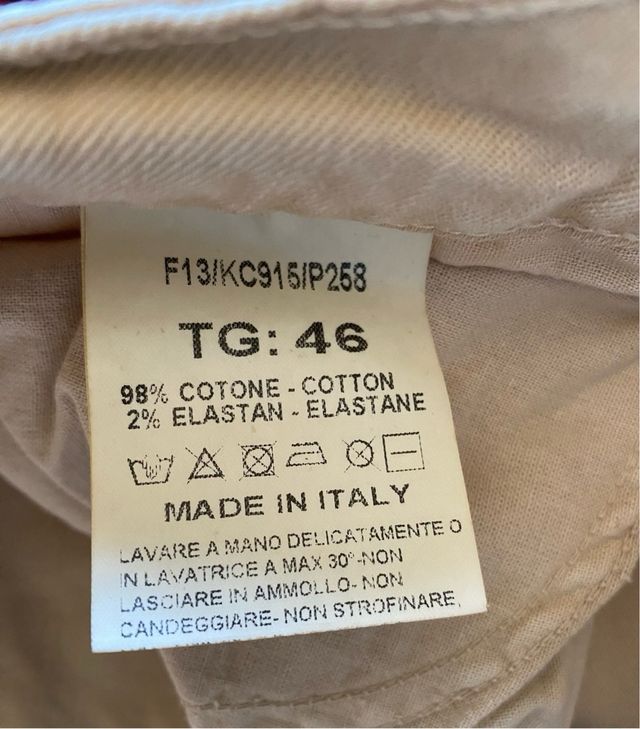 F13/KC915/P258
TG: 46
98% COTONE - COTTON
2% ELASTAN - ELASTANE
MADE IN ITALY
LAVARE A MANO DELICATAMENTE O
IN LAVATRICE A MAX 30°-NON
LASCIARE IN AMMOLLO- NON
CANDEGGIARE- NON STROFINARE,